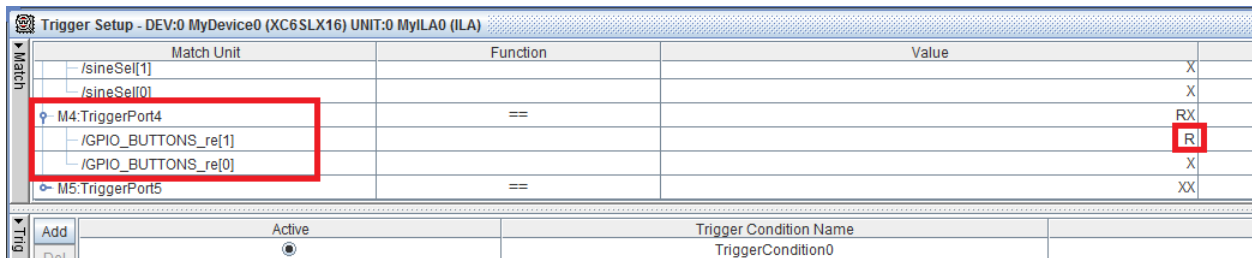 Trigger Setup - DEV:0 MyDevice0 (XC6SLX16) UNIT:0 MyILA0 (ILA)
Match
Match Unit Function Value
/sineSel[1] X
/sineSel[0] X
M4:TriggerPort4 == RX
/GPIO_BUTTONS_re[1] R
/GPIO_BUTTONS_re[0] X
M5:TriggerPort5 == XX
Trig
Add Active Trigger Condition Name
Del TriggerCondition0